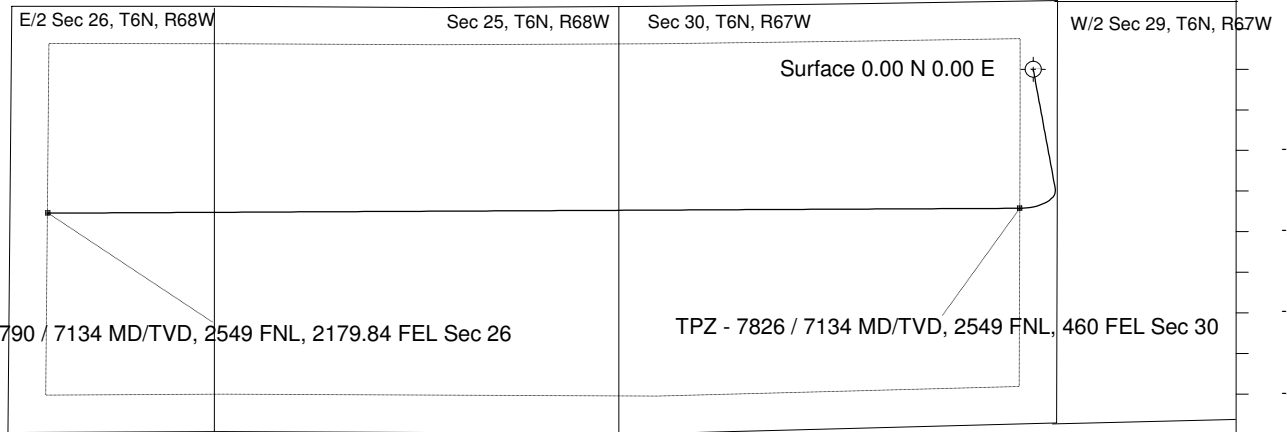 E/2 Sec 26, T6N, R68W
Sec 25, T6N, R68W
Sec 30, T6N, R67W
W/2 Sec 29, T6N, R67W
Surface 0.00 N 0.00 E
790 / 7134 MD/TVD, 2549 FNL, 2179.84 FEL Sec 26
TPZ - 7826 / 7134 MD/TVD, 2549 FNL, 460 FEL Sec 30